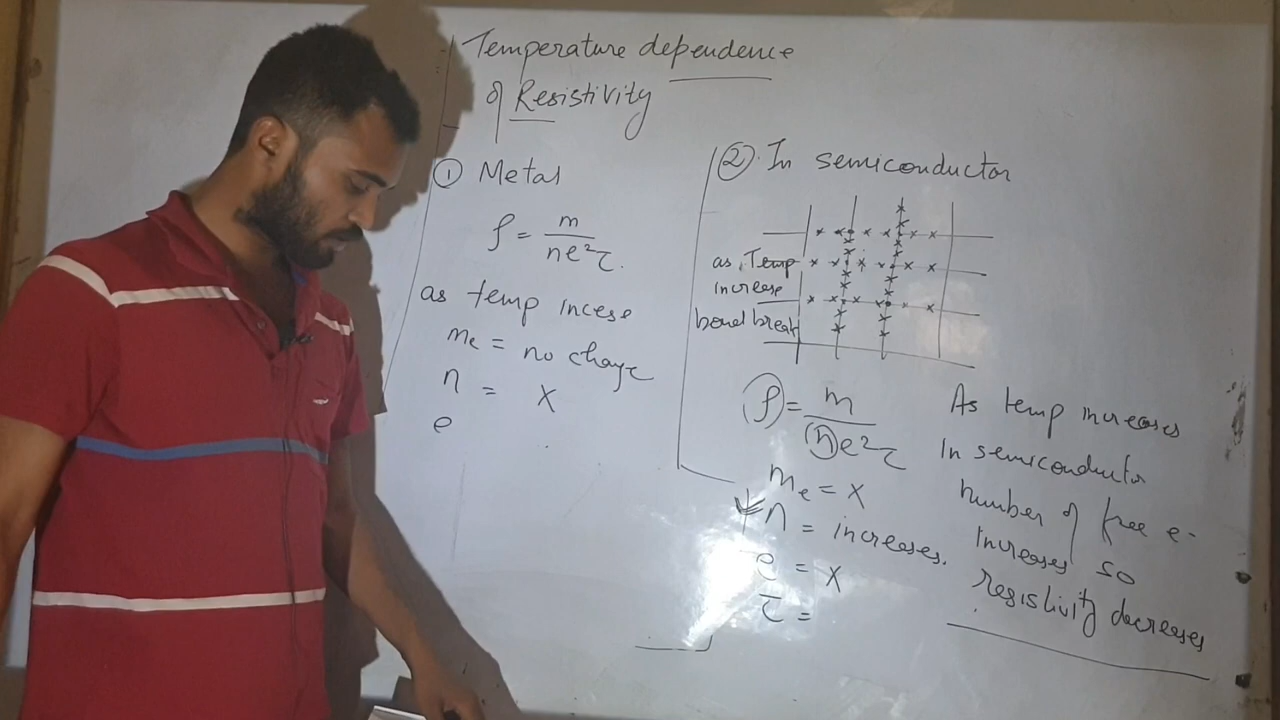 Temperature dependence
of Resistivity
① Metal
ρ = m / ne²τ.
as temp incese
me = no change
n = X
e
②. In semiconductor
as Temp
increase
bond break
ρ = m / ne²τ
me = X
n = increases.
e = X
τ =
As temp increases
In semiconductor
number of free e-
Increases so
resistivity decreases